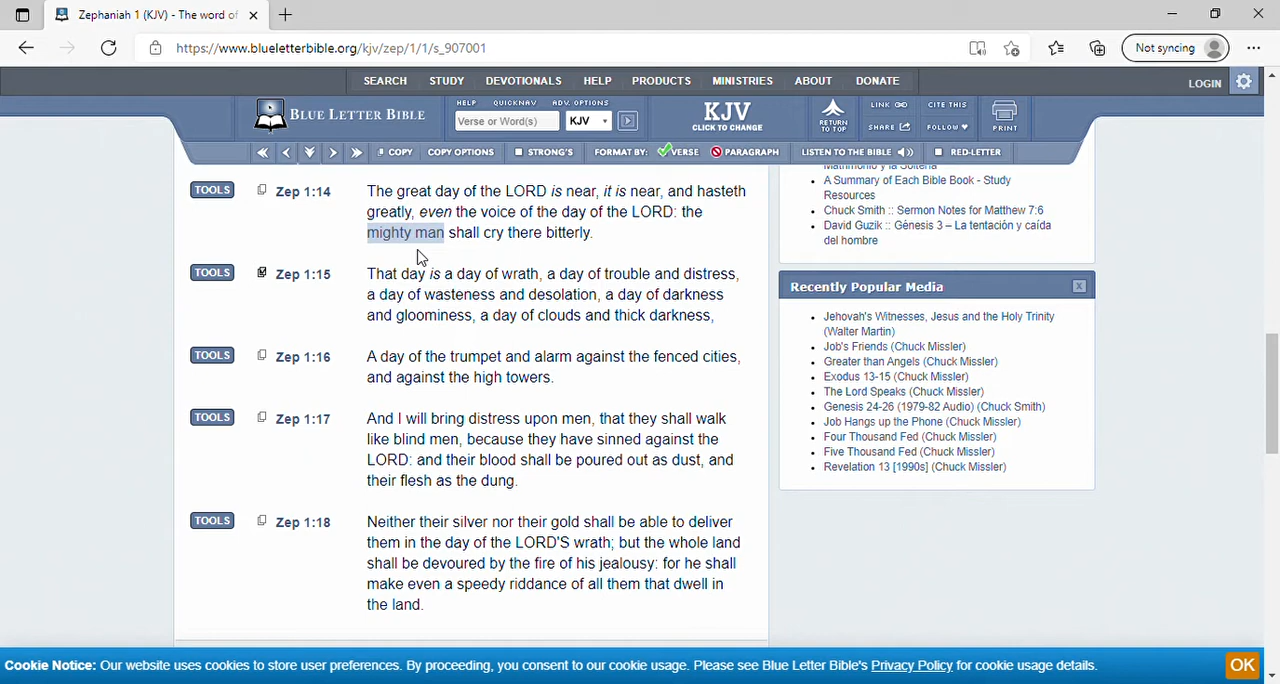 Zephaniah 1 (KJV) - The word of
https://www.blueletterbible.org/kjv/zep/1/1/s_907001
Not syncing
SEARCH STUDY DEVOTIONALS HELP PRODUCTS MINISTRIES ABOUT DONATE
LOGIN
BLUE LETTER BIBLE
HELP QUICKNAV ADV. OPTIONS
Verse or Word(s) KJV
KJV
CLICK TO CHANGE
RETURN
TO TOP
LINK CITE THIS
SHARE FOLLOW
PRINT
COPY COPY OPTIONS STRONG'S FORMAT BY: VERSE PARAGRAPH LISTEN TO THE BIBLE RED-LETTER
TOOLS Zep 1:14 The great day of the LORD is near, it is near, and hasteth
greatly, even the voice of the day of the LORD: the
mighty man shall cry there bitterly.
TOOLS Zep 1:15 That day is a day of wrath, a day of trouble and distress,
a day of wasteness and desolation, a day of darkness
and gloominess, a day of clouds and thick darkness,
TOOLS Zep 1:16 A day of the trumpet and alarm against the fenced cities,
and against the high towers.
TOOLS Zep 1:17 And I will bring distress upon men, that they shall walk
like blind men, because they have sinned against the
LORD: and their blood shall be poured out as dust, and
their flesh as the dung.
TOOLS Zep 1:18 Neither their silver nor their gold shall be able to deliver
them in the day of the LORD'S wrath; but the whole land
shall be devoured by the fire of his jealousy: for he shall
make even a speedy riddance of all them that dwell in
the land.
Matrimonio y la Soltería
A Summary of Each Bible Book - Study
Resources
Chuck Smith :: Sermon Notes for Matthew 7:6
David Guzik :: Génesis 3 – La tentación y caída
del hombre
Recently Popular Media X
Jehovah's Witnesses, Jesus and the Holy Trinity
(Walter Martin)
Job's Friends (Chuck Missler)
Greater than Angels (Chuck Missler)
Exodus 13-15 (Chuck Missler)
The Lord Speaks (Chuck Missler)
Genesis 24-26 (1979-82 Audio) (Chuck Smith)
Job Hangs up the Phone (Chuck Missler)
Four Thousand Fed (Chuck Missler)
Five Thousand Fed (Chuck Missler)
Revelation 13 [1990s] (Chuck Missler)
Cookie Notice: Our website uses cookies to store user preferences. By proceeding, you consent to our cookie usage. Please see Blue Letter Bible's Privacy Policy for cookie usage details.
OK